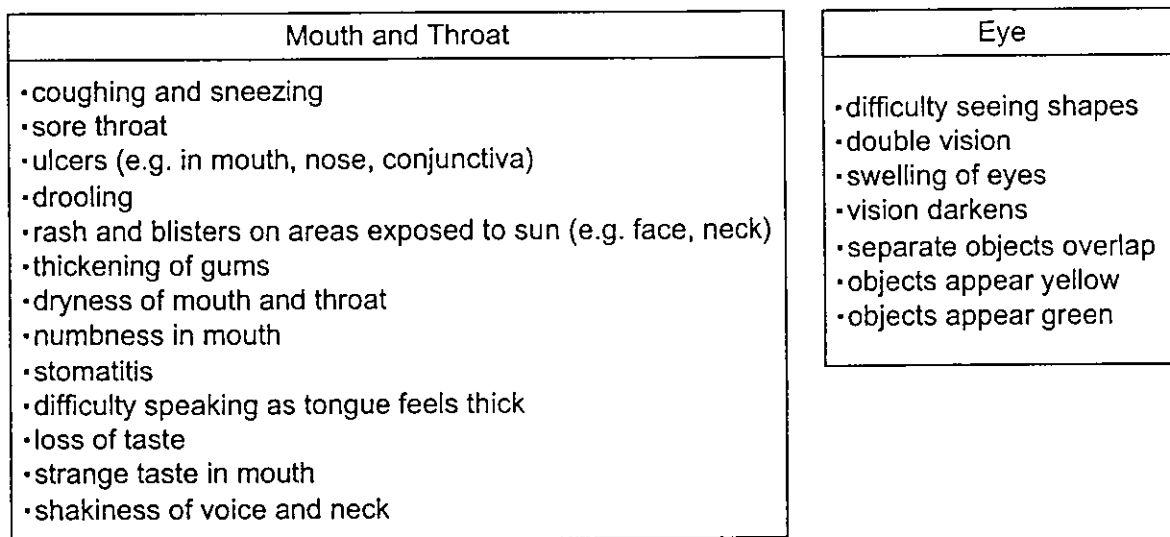 Mouth and Throat
・coughing and sneezing
・sore throat
・ulcers (e.g. in mouth, nose, conjunctiva)
・drooling
・rash and blisters on areas exposed to sun (e.g. face, neck)
・thickening of gums
・dryness of mouth and throat
・numbness in mouth
・stomatitis
・difficulty speaking as tongue feels thick
・loss of taste
・strange taste in mouth
・shakiness of voice and neck
Eye
・difficulty seeing shapes
・double vision
・swelling of eyes
・vision darkens
・separate objects overlap
・objects appear yellow
・objects appear green